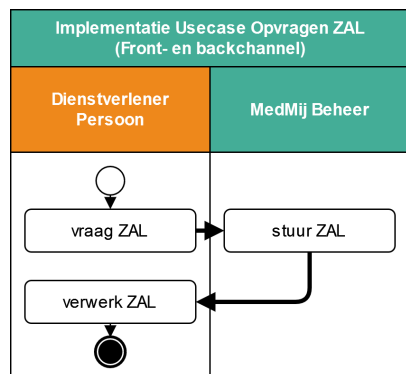 Implementatie Usecase Opvragen ZAL
(Front- en backchannel)
Dienstverlener
Persoon
MedMij Beheer
vraag ZAL
stuur ZAL
verwerk ZAL